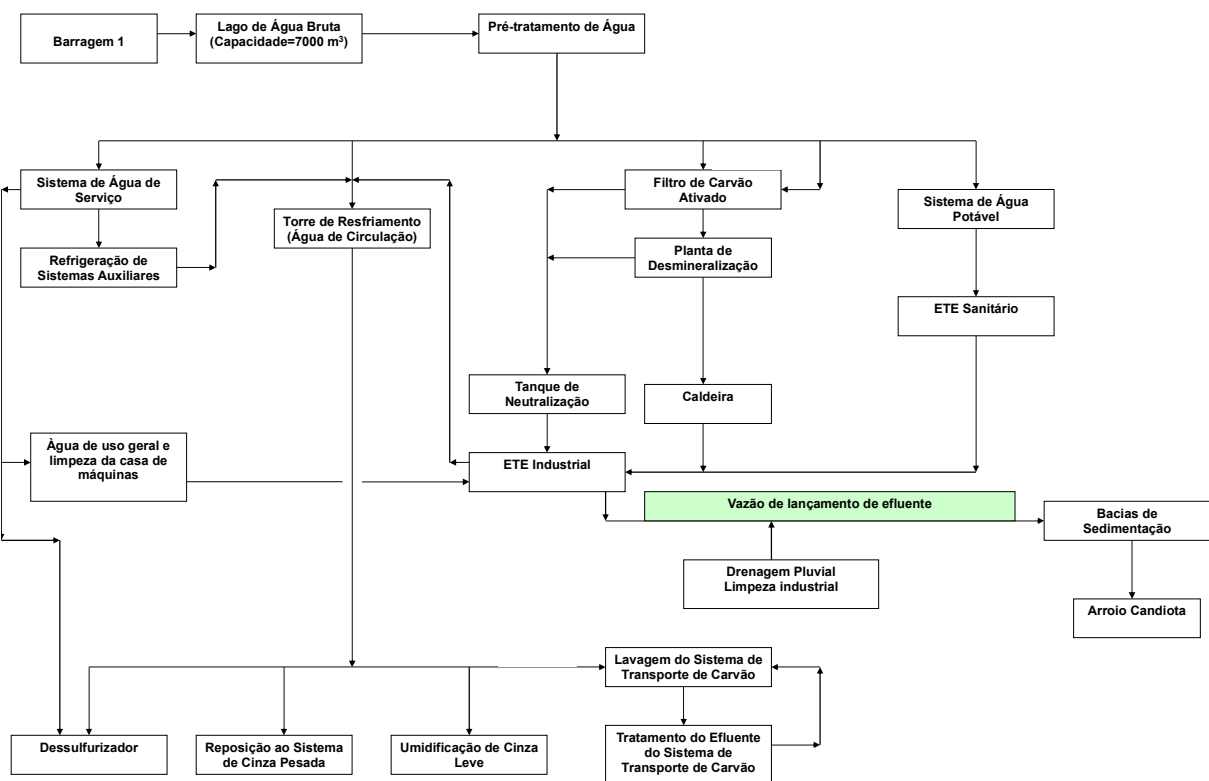 Barragem 1
Lago de Água Bruta
(Capacidade=7000 m³)
Pré-tratamento de Água
Sistema de Água de
Serviço
Filtro de Carvão
Ativado
Sistema de Água
Potável
Torre de Resfriamento
(Água de Circulação)
Refrigeração de
Sistemas Auxiliares
Planta de
Desmineralização
ETE Sanitário
Tanque de
Neutralização
Caldeira
Àgua de uso geral e
limpeza da casa de
máquinas
ETE Industrial
Vazão de lançamento de efluente
Bacias de
Sedimentação
Drenagem Pluvial
Limpeza industrial
Arroio Candiota
Lavagem do Sistema de
Transporte de Carvão
Dessulfurizador
Reposição ao Sistema
de Cinza Pesada
Umidificação de Cinza
Leve
Tratamento do Efluente
do Sistema de
Transporte de Carvão